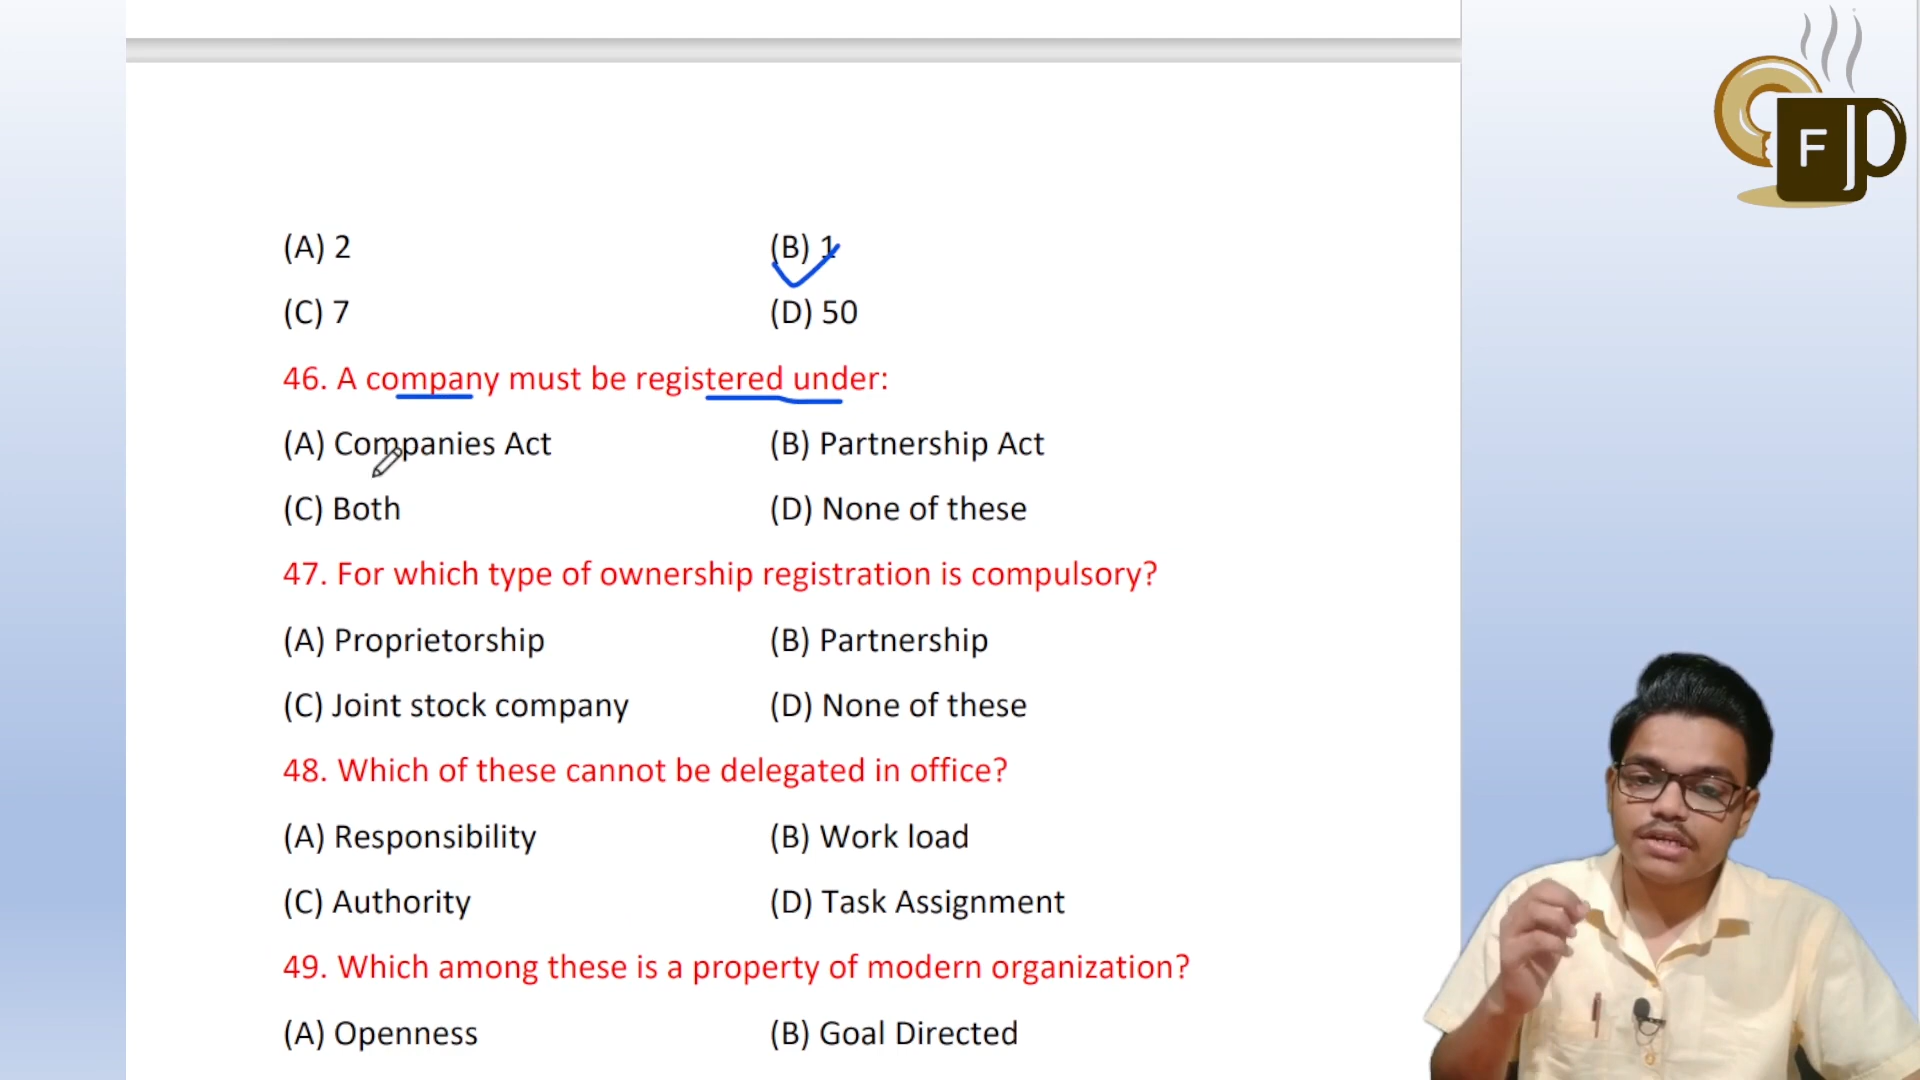 F
(A) 2 (B) 1
(C) 7 (D) 50
46. A company must be registered under:
(A) Companies Act (B) Partnership Act
(C) Both (D) None of these
47. For which type of ownership registration is compulsory?
(A) Proprietorship (B) Partnership
(C) Joint stock company (D) None of these
48. Which of these cannot be delegated in office?
(A) Responsibility (B) Work load
(C) Authority (D) Task Assignment
49. Which among these is a property of modern organization?
(A) Openness (B) Goal Directed